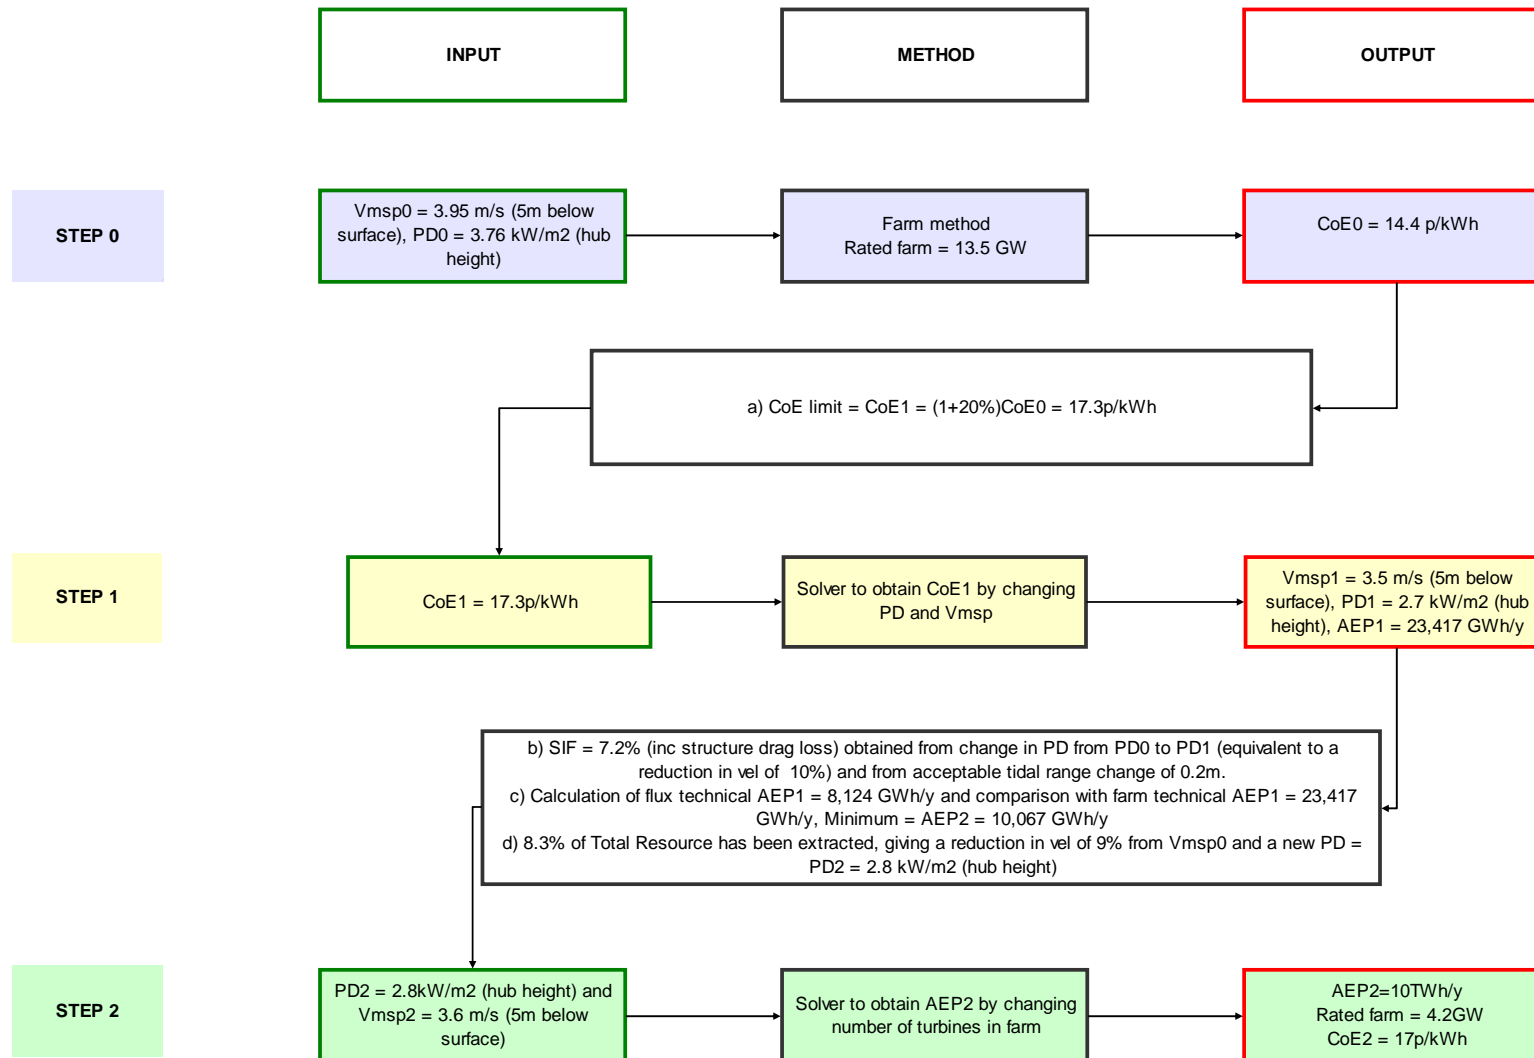 INPUT
METHOD
OUTPUT
STEP 0
Vmsp0 = 3.95 m/s (5m below
surface), PD0 = 3.76 kW/m2 (hub
height)
Farm method
Rated farm = 13.5 GW
CoE0 = 14.4 p/kWh
a) CoE limit = CoE1 = (1+20%)CoE0 = 17.3p/kWh
STEP 1
CoE1 = 17.3p/kWh
Solver to obtain CoE1 by changing
PD and Vmsp
Vmsp1 = 3.5 m/s (5m below
surface), PD1 = 2.7 kW/m2 (hub
height), AEP1 = 23,417 GWh/y
b) SIF = 7.2% (inc structure drag loss) obtained from change in PD from PD0 to PD1 (equivalent to a
reduction in vel of  10%) and from acceptable tidal range change of 0.2m.
c) Calculation of flux technical AEP1 = 8,124 GWh/y and comparison with farm technical AEP1 = 23,417
GWh/y, Minimum = AEP2 = 10,067 GWh/y
d) 8.3% of Total Resource has been extracted, giving a reduction in vel of 9% from Vmsp0 and a new PD =
PD2 = 2.8 kW/m2 (hub height)
STEP 2
PD2 = 2.8kW/m2 (hub height) and
Vmsp2 = 3.6 m/s (5m below
surface)
Solver to obtain AEP2 by changing
number of turbines in farm
AEP2=10TWh/y
Rated farm = 4.2GW
CoE2 = 17p/kWh